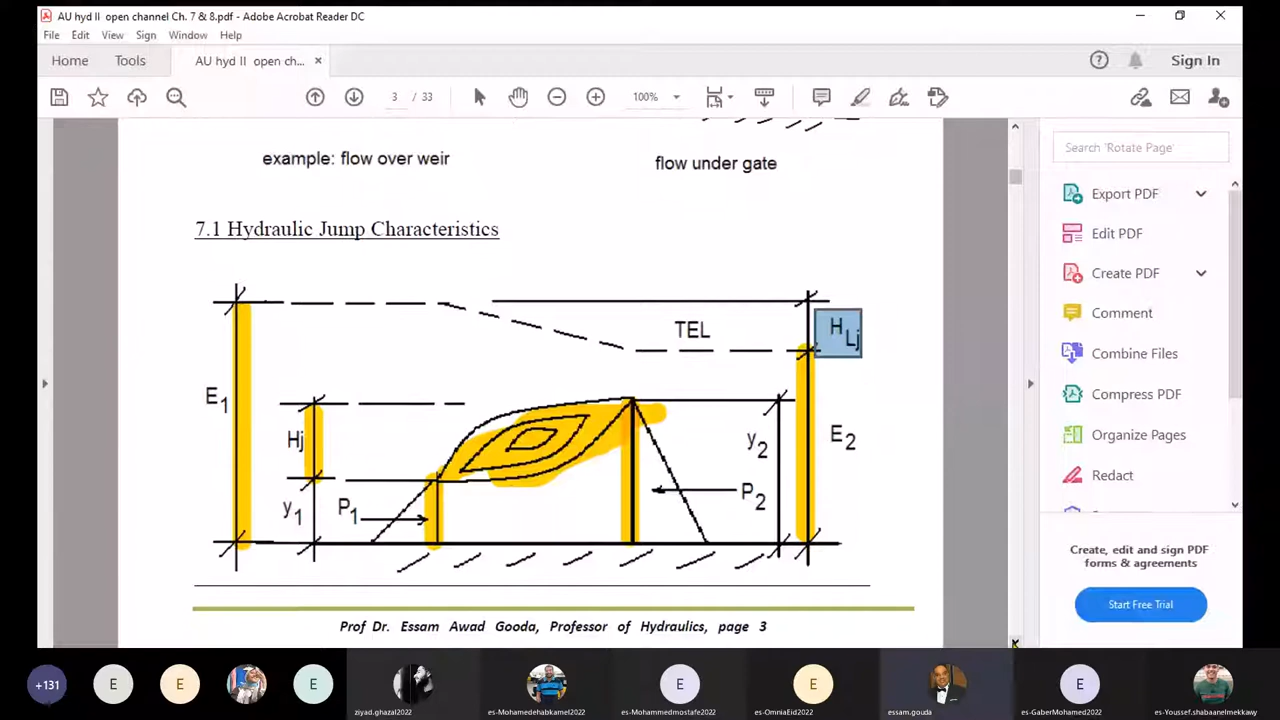 AU hyd II open channel Ch. 7 & 8.pdf - Adobe Acrobat Reader DC
File Edit View Sign Window Help
Home Tools AU hyd II open ch... × Sign In
3 / 33 100%
example: flow over weir
flow under gate
7.1 Hydraulic Jump Characteristics
TEL
HLj
E1
Hj
y1
P1
P2
y2
E2
Prof Dr. Essam Awad Gooda, Professor of Hydraulics, page 3
Search 'Rotate Page'
Export PDF
Edit PDF
Create PDF
Comment
Combine Files
Compress PDF
Organize Pages
Redact
Create, edit and sign PDF
forms & agreements
Start Free Trial
+131 E E E E E E
ziyad.ghazal2022 es-Mohamedehabkamel2022 es-Mohammedmostafe2022 es-OmniaEid2022 essam.gouda es-GaberMohamed2022 es-Youssef.shabaanelmekkawy